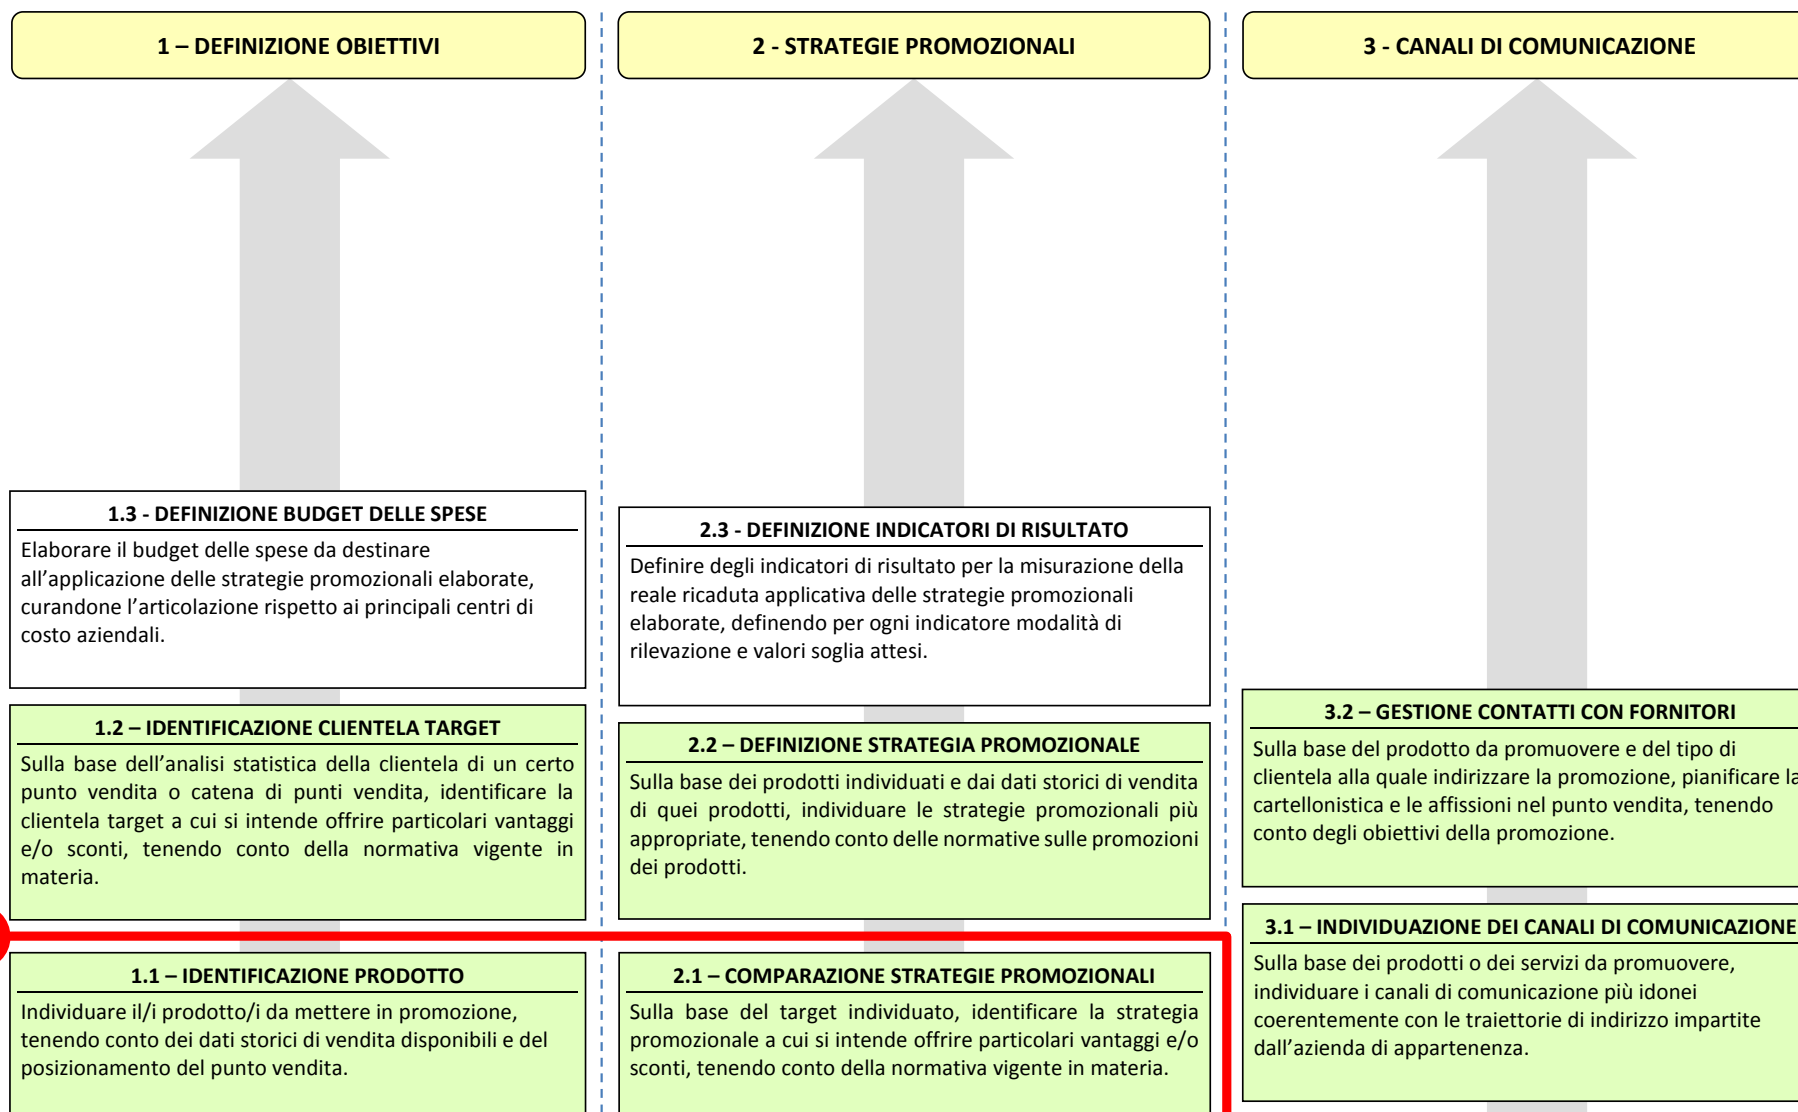 1 – DEFINIZIONE OBIETTIVI
2 - STRATEGIE PROMOZIONALI
3 - CANALI DI COMUNICAZIONE
1.3 - DEFINIZIONE BUDGET DELLE SPESE
Elaborare il budget delle spese da destinare
all’applicazione delle strategie promozionali elaborate,
curandone l’articolazione rispetto ai principali centri di
costo aziendali.
2.3 - DEFINIZIONE INDICATORI DI RISULTATO
Definire degli indicatori di risultato per la misurazione della
reale ricaduta applicativa delle strategie promozionali
elaborate, definendo per ogni indicatore modalità di
rilevazione e valori soglia attesi.
1.2 – IDENTIFICAZIONE CLIENTELA TARGET
Sulla base dell’analisi statistica della clientela di un certo
punto vendita o catena di punti vendita, identificare la
clientela target a cui si intende offrire particolari vantaggi
e/o sconti, tenendo conto della normativa vigente in
materia.
2.2 – DEFINIZIONE STRATEGIA PROMOZIONALE
Sulla base dei prodotti individuati e dai dati storici di vendita
di quei prodotti, individuare le strategie promozionali più
appropriate, tenendo conto delle normative sulle promozioni
dei prodotti.
3.2 – GESTIONE CONTATTI CON FORNITORI
Sulla base del prodotto da promuovere e del tipo di
clientela alla quale indirizzare la promozione, pianificare la
cartellonistica e le affissioni nel punto vendita, tenendo
conto degli obiettivi della promozione.
1.1 – IDENTIFICAZIONE PRODOTTO
Individuare il/i prodotto/i da mettere in promozione,
tenendo conto dei dati storici di vendita disponibili e del
posizionamento del punto vendita.
2.1 – COMPARAZIONE STRATEGIE PROMOZIONALI
Sulla base del target individuato, identificare la strategia
promozionale a cui si intende offrire particolari vantaggi e/o
sconti, tenendo conto della normativa vigente in materia.
3.1 – INDIVIDUAZIONE DEI CANALI DI COMUNICAZIONE
Sulla base dei prodotti o dei servizi da promuovere,
individuare i canali di comunicazione più idonei
coerentemente con le traiettorie di indirizzo impartite
dall’azienda di appartenenza.